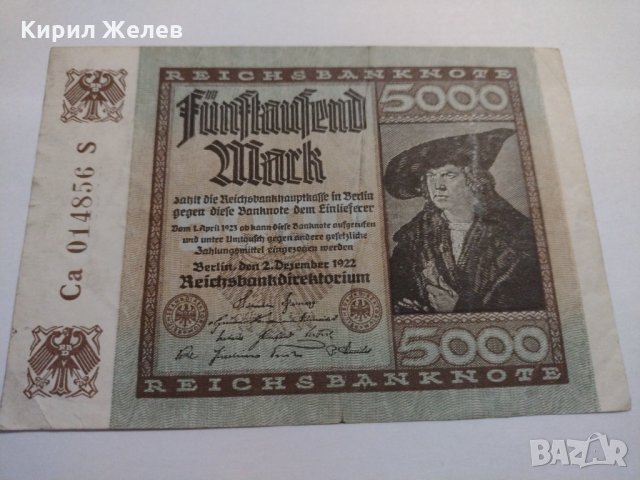 Кирил Желев
REICHSBANKNOTE
5000
Fünftausend
Mark
zahlt die Reichsbankhauptkasse in Berlin
gegen diese Banknote dem Einlieferer
Vom 1. April 1923 ab kann diese Banknote aufgerufen
und unter Umtausch gegen andere gesetzliche
Zahlungsmittel eingezogen werden
Berlin, den 2. Dezember 1922
Reichsbankdirektorium
5000
REICHSBANKNOTE
Ca 014856 S
BAZAR
bg